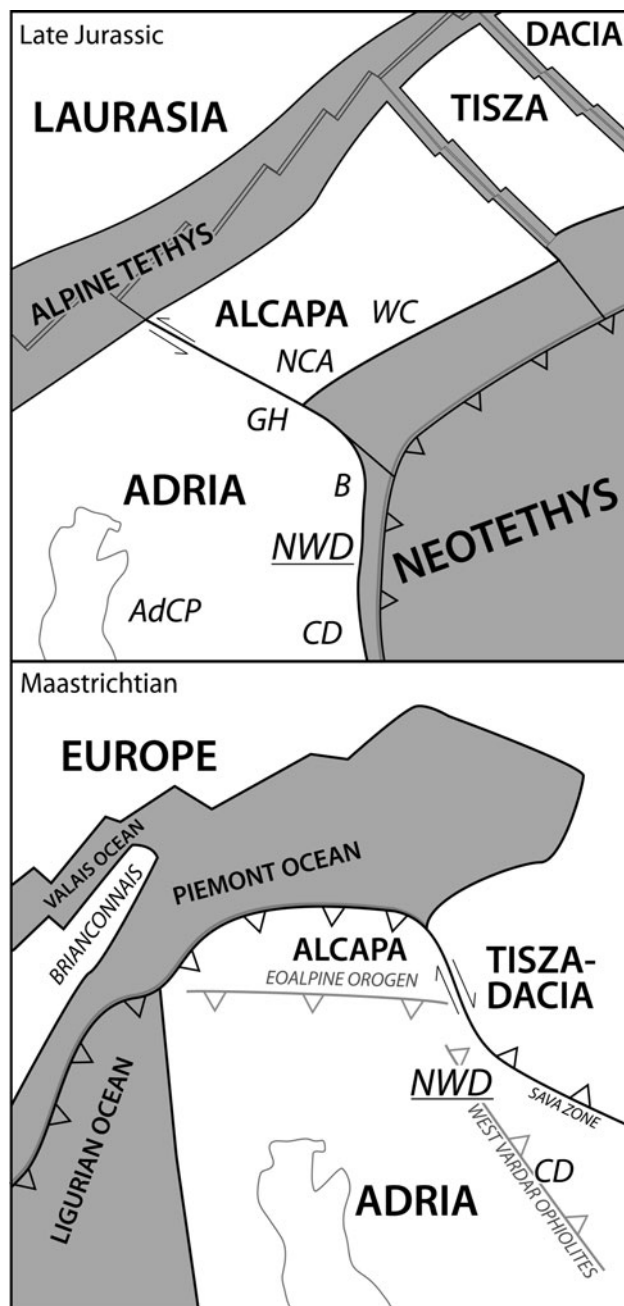 Late Jurassic
DACIA
LAURASIA
TISZA
ALPINE TETHYS
ALCAPA
WC
NCA
GH
ADRIA
B
NWD
NEOTETHYS
AdCP
CD
Maastrichtian
EUROPE
VALAIS OCEAN
BRIANCONNAIS
PIEMONT OCEAN
ALCAPA
EOALPINE OROGEN
TISZA-
DACIA
NWD
SAVA ZONE
LIGURIAN OCEAN
CD
ADRIA
WEST VARDAR OPHIOLITES